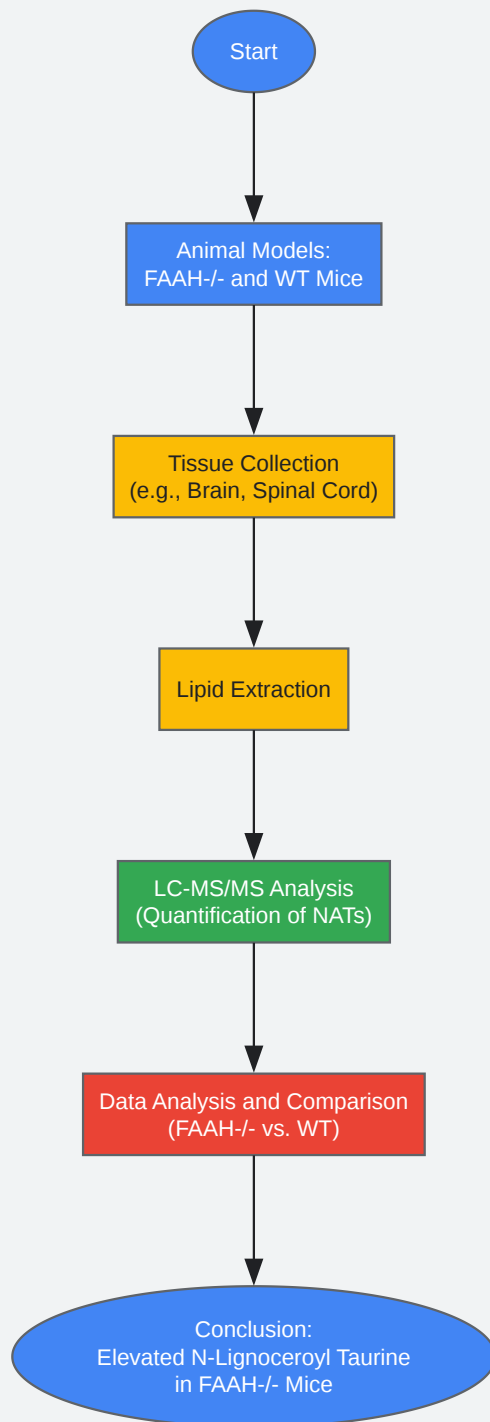 Start
Animal Models:
FAAH-/- and WT Mice
Tissue Collection
(e.g., Brain, Spinal Cord)
Lipid Extraction
LC-MS/MS Analysis
(Quantification of NATs)
Data Analysis and Comparison
(FAAH-/- vs. WT)
Conclusion:
Elevated N-Lignoceroyl Taurine
in FAAH-/- Mice